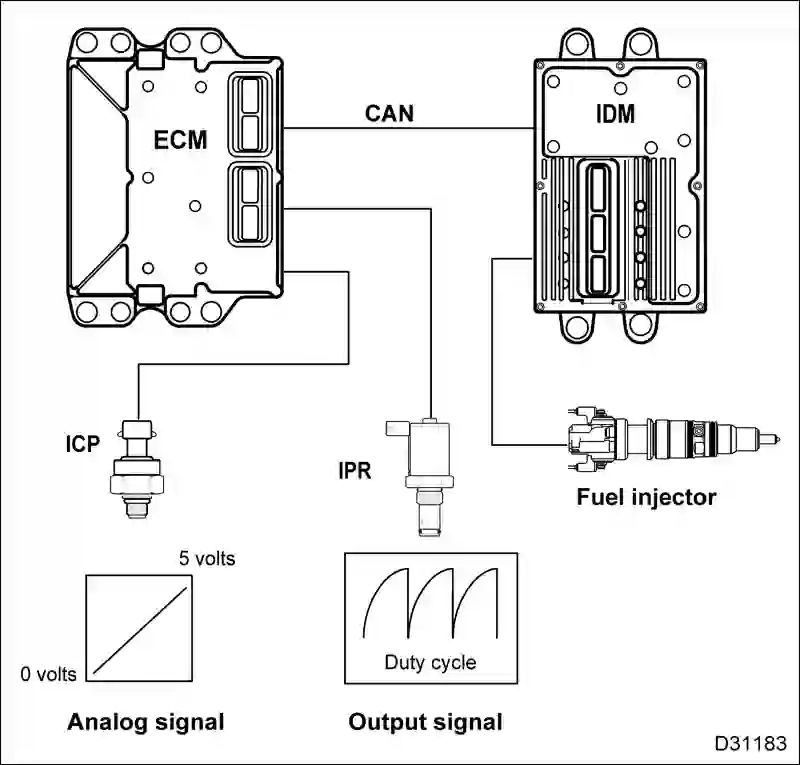 ECM
CAN
IDM
ICP
IPR
Fuel injector
5 volts
0 volts
Duty cycle
Analog signal
Output signal
D31183